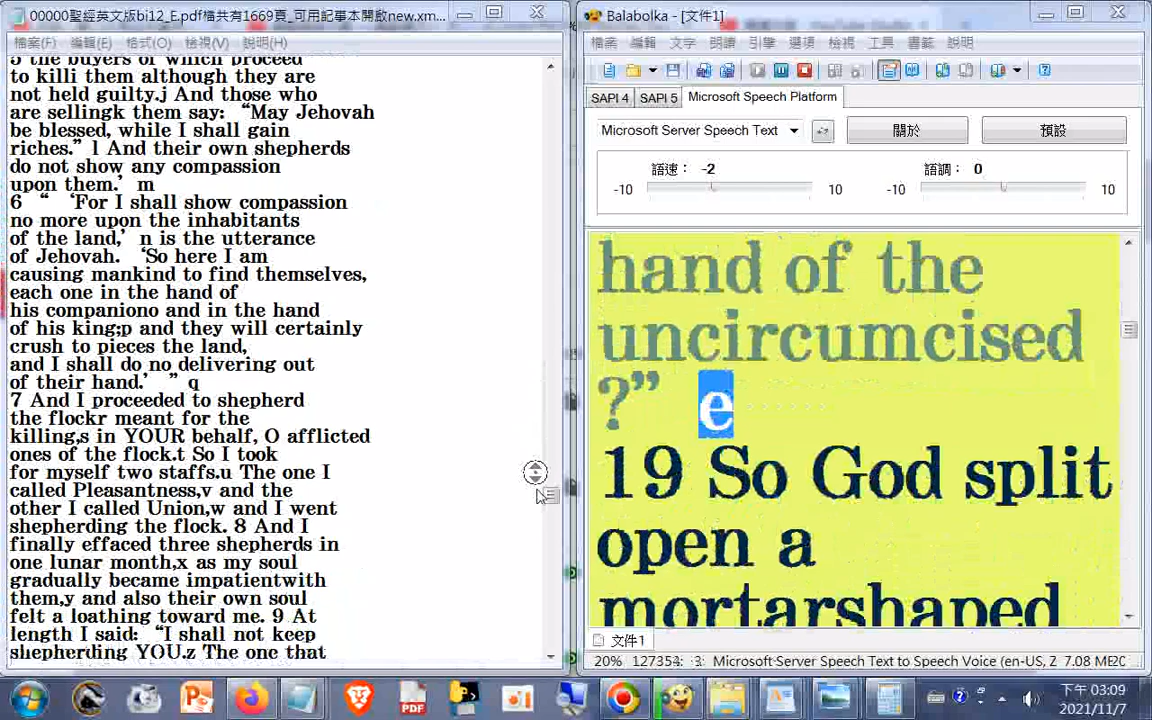 00000聖經英文版bi12_E.pdf檔共有1669頁_可用記事本開啟new.xm...
檔案(F) 編輯(E) 格式(O) 檢視(V) 說明(H)
5 the buyers of which proceed
to killi them although they are
not held guilty.j And those who
are sellingk them say: “May Jehovah
be blessed, while I shall gain
riches.” l And their own shepherds
do not show any compassion
upon them.’ m
6 “ ‘For I shall show compassion
no more upon the inhabitants
of the land,’ n is the utterance
of Jehovah. ‘So here I am
causing mankind to find themselves,
each one in the hand of
his companiono and in the hand
of his king;p and they will certainly
crush to pieces the land,
and I shall do no delivering out
of their hand.’ ” q
7 And I proceeded to shepherd
the flockr meant for the
killing,s in YOUR behalf, O afflicted
ones of the flock.t So I took
for myself two staffs.u The one I
called Pleasantness,v and the
other I called Union,w and I went
shepherding the flock. 8 And I
finally effaced three shepherds in
one lunar month,x as my soul
gradually became impatientwith
them,y and also their own soul
felt a loathing toward me. 9 At
length I said: “I shall not keep
shepherding YOU.z The one that
Balabolka - [文件1]
檔案 編輯 文字 朗讀 引擎 選項 檢視 工具 書籤 說明
SAPI 4 SAPI 5 Microsoft Speech Platform
Microsoft Server Speech Text 關於 預設
語速： -2 語調： 0
-10 10 -10 10
hand of the
uncircumcised
?” e
19 So God split
open a
mortarshaped
文件1
20% Microsoft Server Speech Text to Speech Voice (en-US, Z 7.08 ME
PDF
下午 03:09
2021/11/7